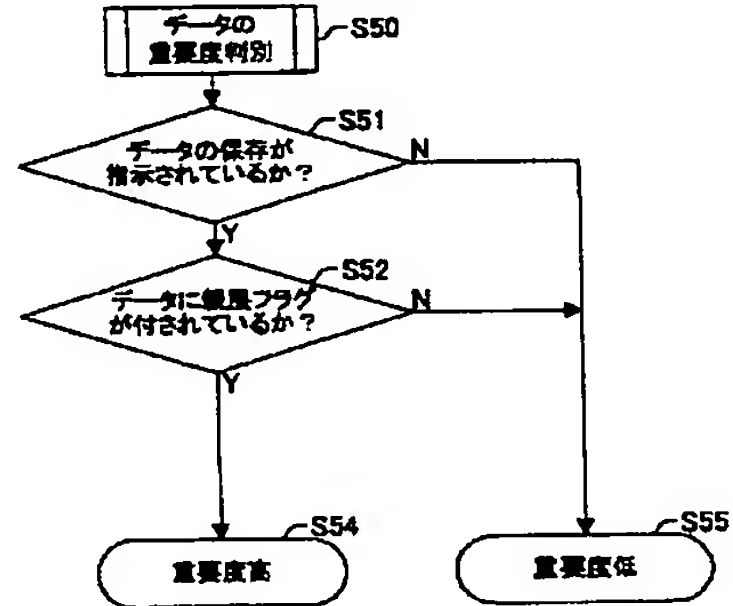 データの
重要度判別
S50
S51
データの保存が
指示されているか?
N
Y
S52
データに親展フラグ
が付されているか?
N
Y
S54
重要度高
S55
重要度低